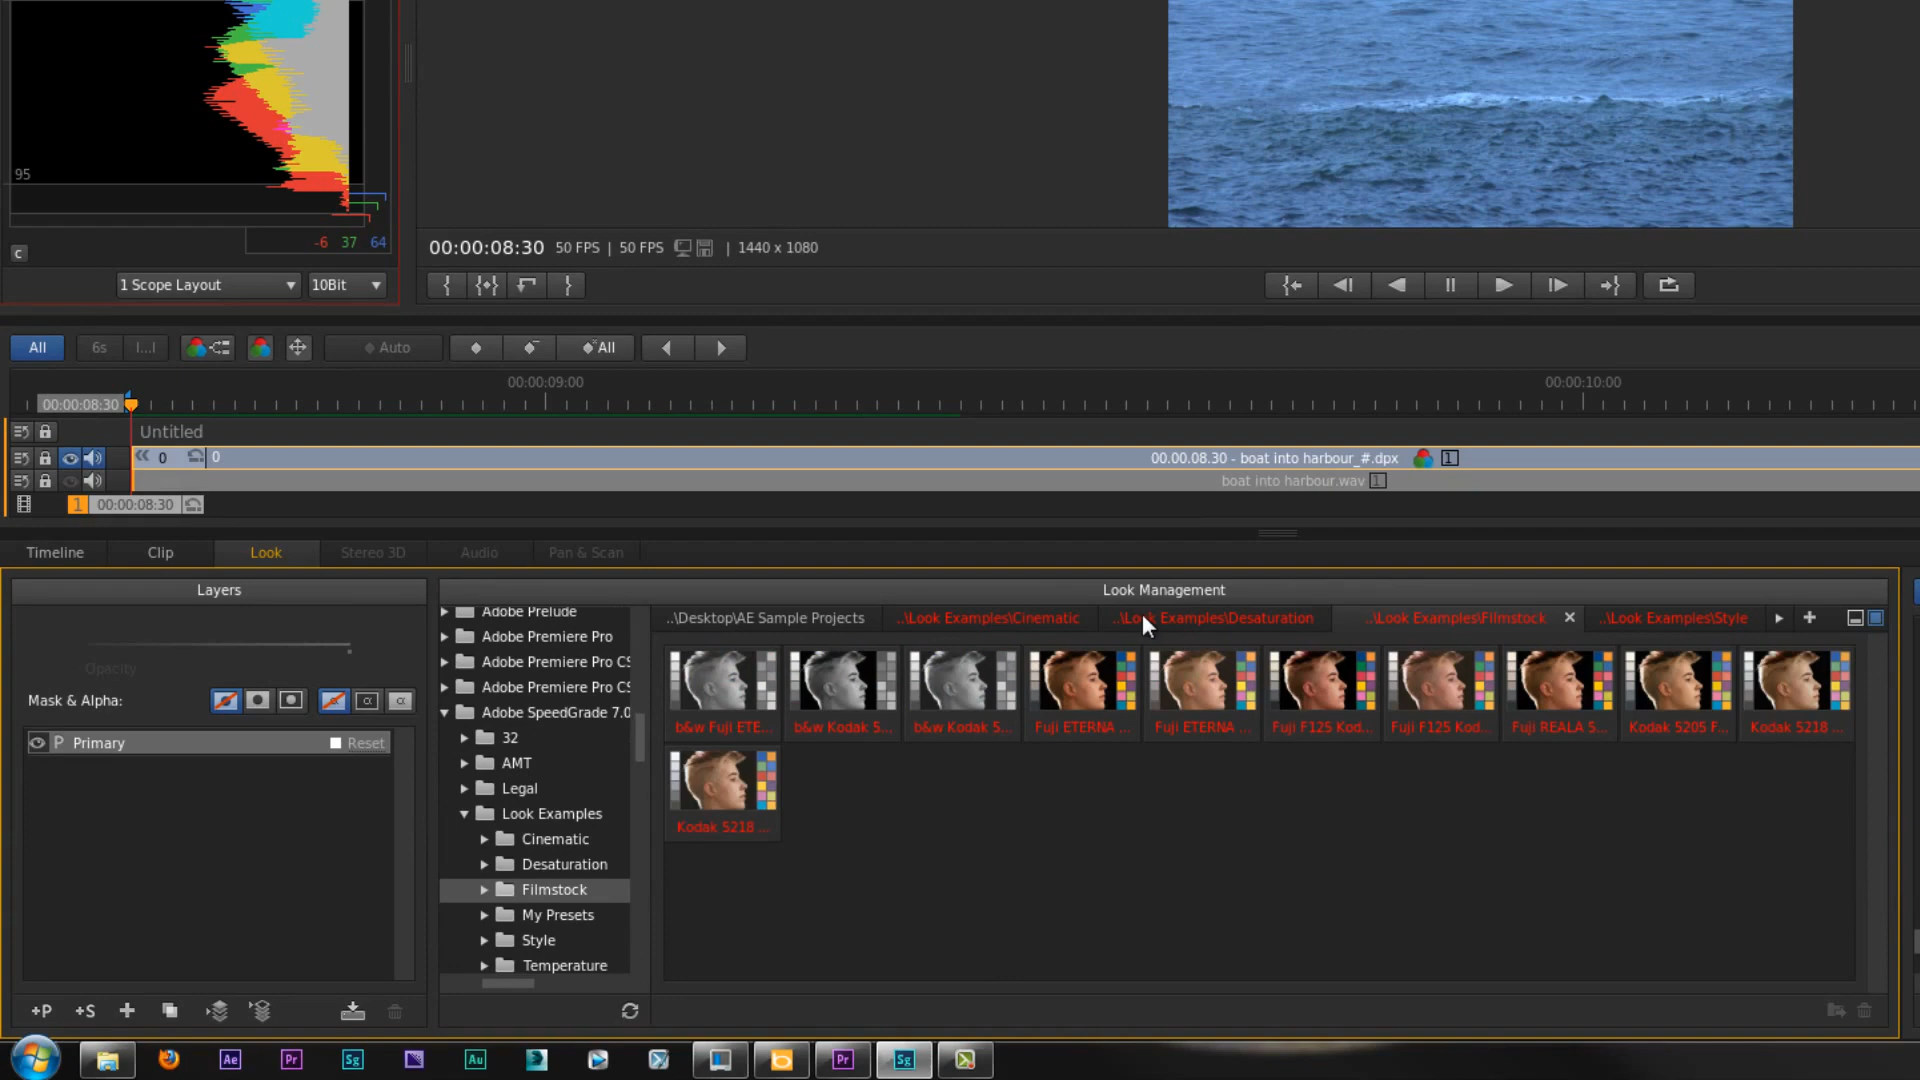 95
-6 37 64
c
1 Scope Layout
10Bit
00:00:08:30 50 FPS | 50 FPS | 1440 x 1080
All 6s I...I Auto All
00:00:09:00 00:00:10:00
00:00:08:30
Untitled
0 0 00.00.08.30 - boat into harbour_#.dpx 1
boat into harbour.wav 1
1 00:00:08:30
Timeline Clip Look Stereo 3D Audio Pan & Scan
Layers
Opacity
Mask & Alpha:
α α
P Primary Reset
+P +S
Look Management
Adobe Prelude
Adobe Premiere Pro
Adobe Premiere Pro CS
Adobe Premiere Pro CS
Adobe SpeedGrade 7.0
32
AMT
Legal
Look Examples
Cinematic
Desaturation
Filmstock
My Presets
Style
Temperature
..\Desktop\AE Sample Projects ..\Look Examples\Cinematic ..\Look Examples\Desaturation ..\Look Examples\Filmstock ..\Look Examples\Style
b&w Fuji ETE... b&w Kodak 5... b&w Kodak 5... Fuji ETERNA ... Fuji ETERNA ... Fuji F125 Kod... Fuji F125 Kod... Fuji REALA 5... Kodak 5205 F... Kodak 5218 ...
Kodak 5218 ...
Ae Pr Sg Au Pr Sg